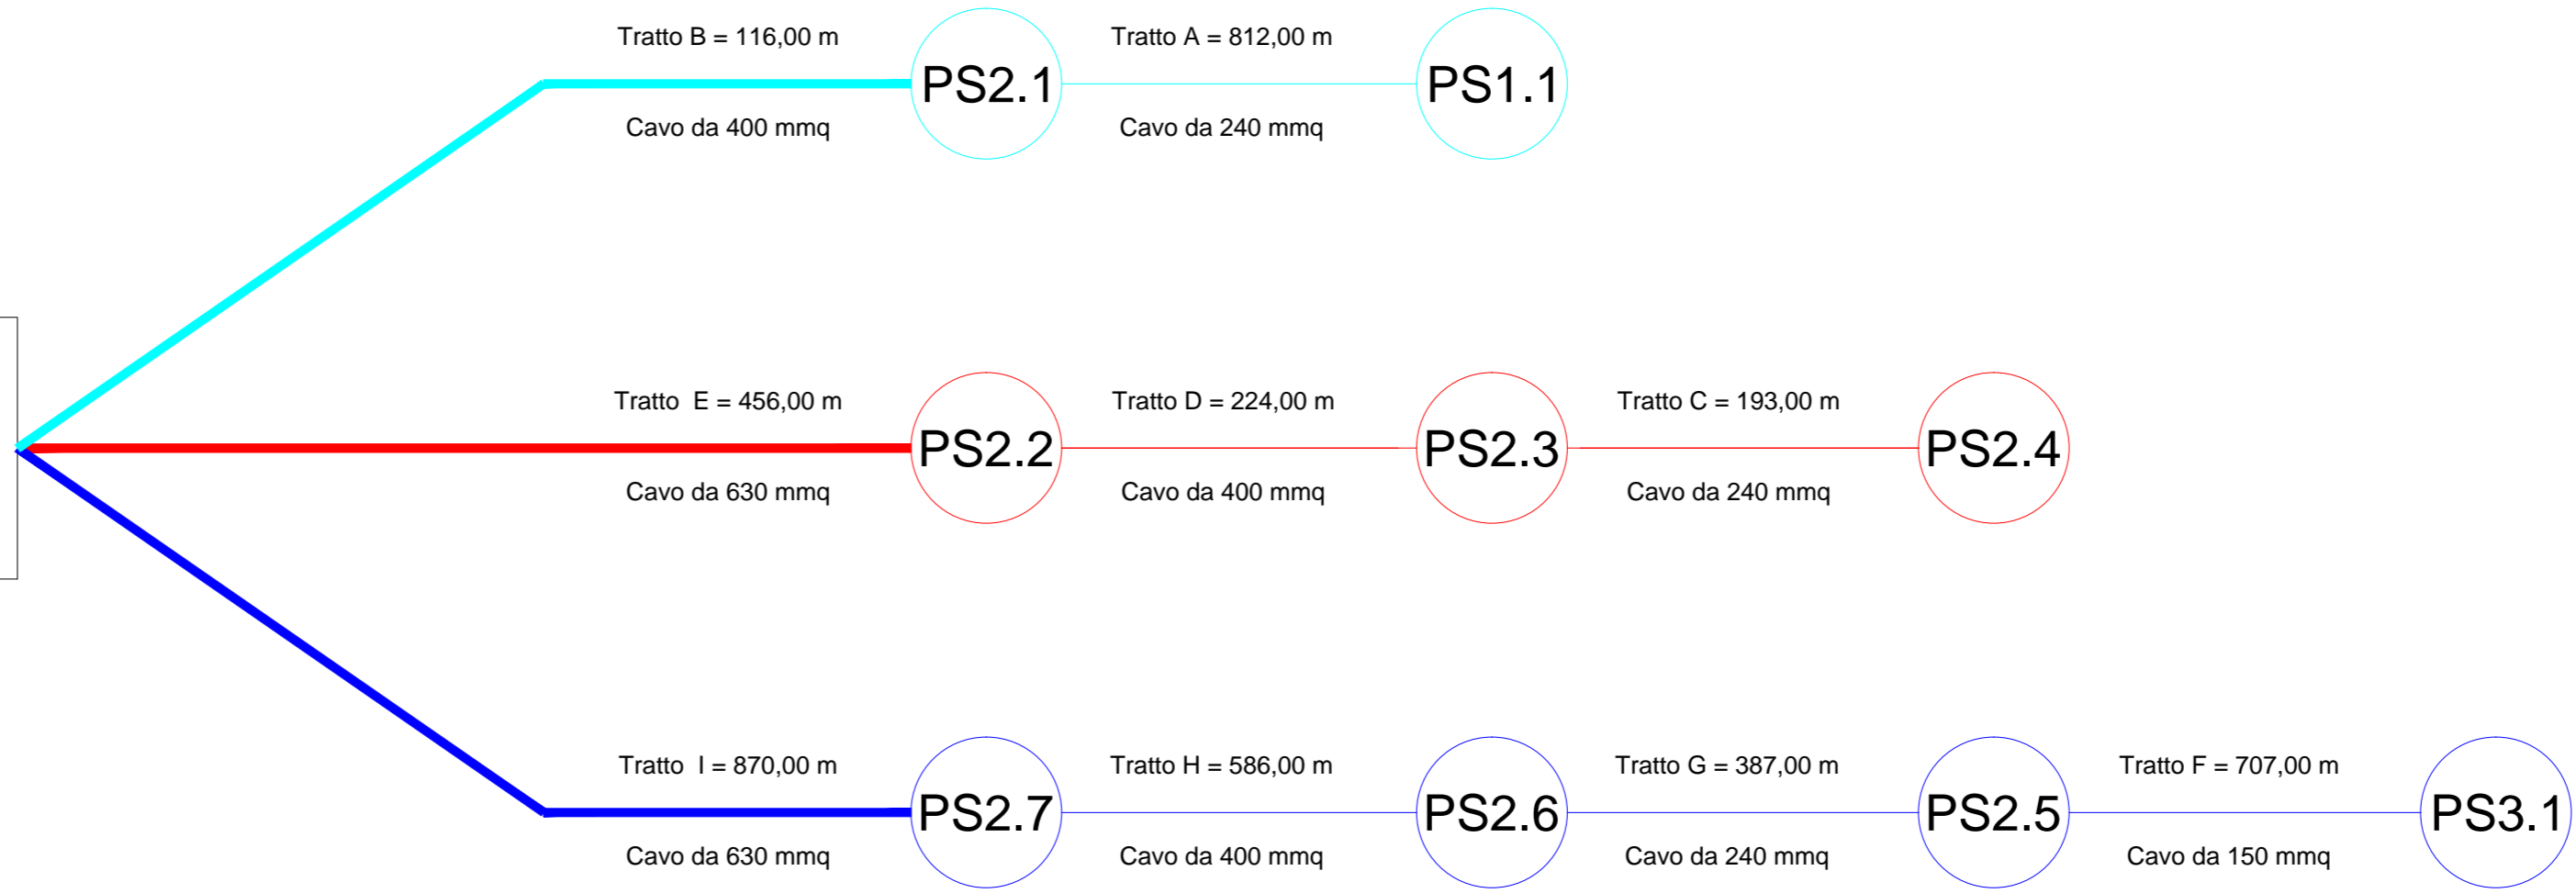 Tratto B = 116,00 m
Tratto A = 812,00 m
PS2.1
PS1.1
Cavo da 400 mmq
Cavo da 240 mmq
Tratto E = 456,00 m
Tratto D = 224,00 m
Tratto C = 193,00 m
PS2.2
PS2.3
PS2.4
Cavo da 630 mmq
Cavo da 400 mmq
Cavo da 240 mmq
Tratto I = 870,00 m
Tratto H = 586,00 m
Tratto G = 387,00 m
Tratto F = 707,00 m
PS2.7
PS2.6
PS2.5
PS3.1
Cavo da 630 mmq
Cavo da 400 mmq
Cavo da 240 mmq
Cavo da 150 mmq